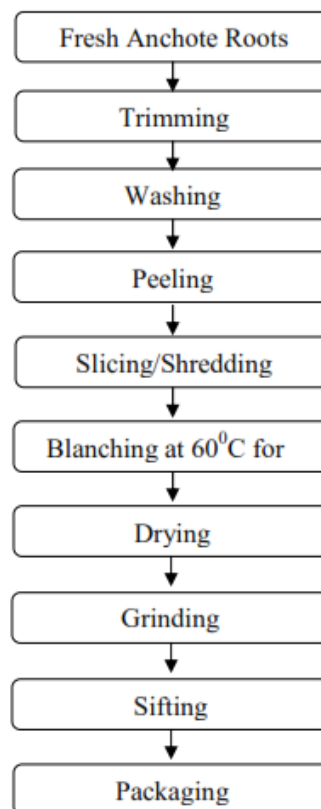 Fresh Anchote Roots
Trimming
Washing
Peeling
Slicing/Shredding
Blanching at 60⁰C for
Drying
Grinding
Sifting
Packaging